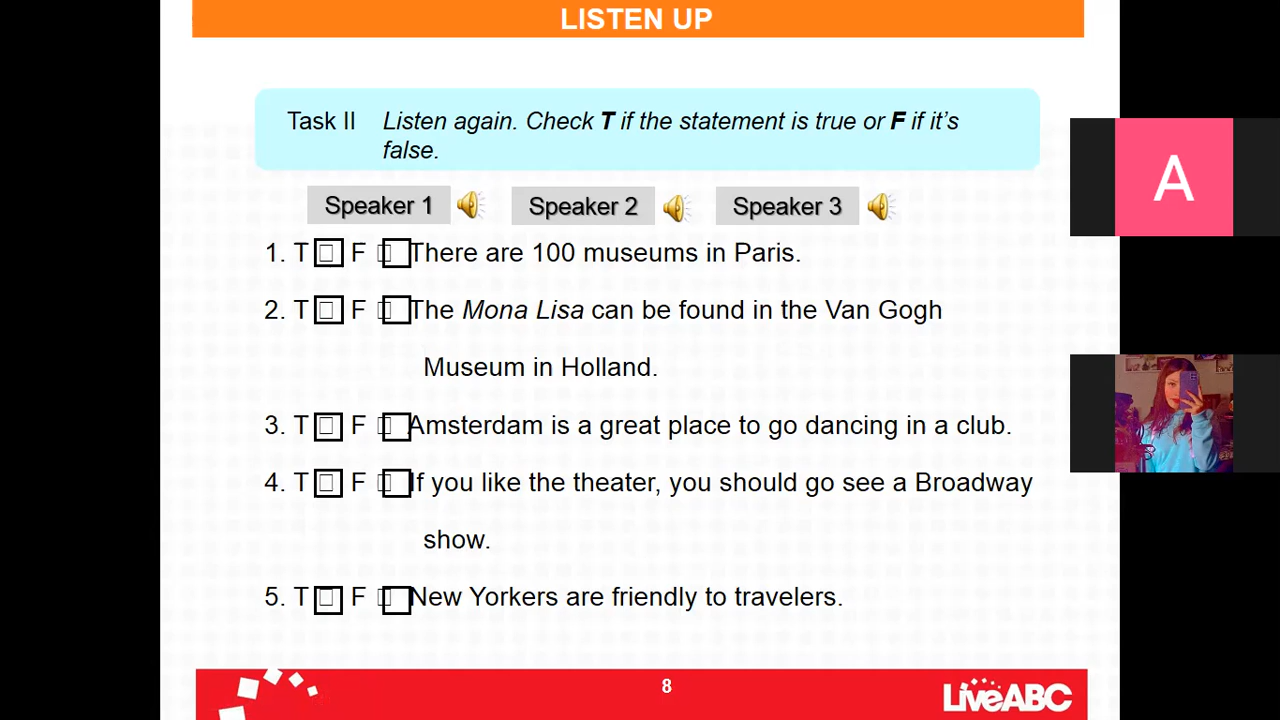 LISTEN UP
Task II Listen again. Check T if the statement is true or F if it's
false.
Speaker 1 Speaker 2 Speaker 3
1. T □ F □ There are 100 museums in Paris.
2. T □ F □ The Mona Lisa can be found in the Van Gogh
Museum in Holland.
3. T □ F □ Amsterdam is a great place to go dancing in a club.
4. T □ F □ If you like the theater, you should go see a Broadway
show.
5. T □ F □ New Yorkers are friendly to travelers.
8
LiveABC
A